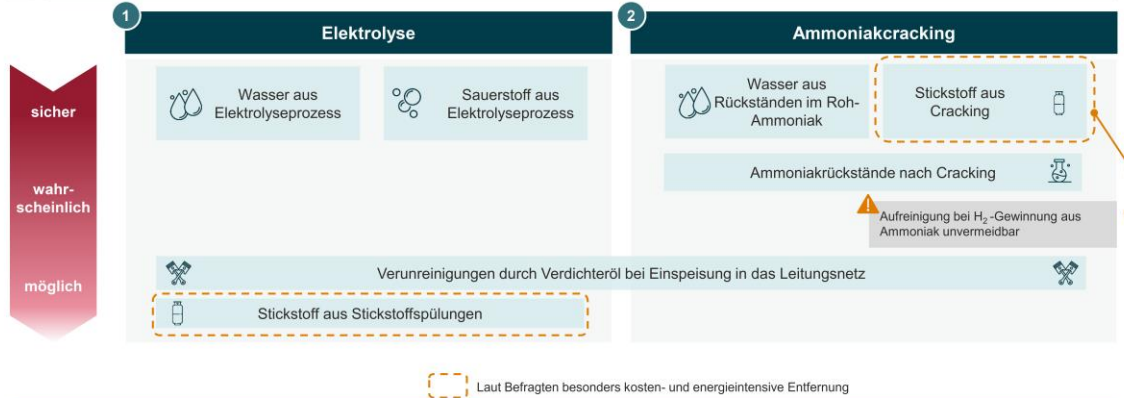 1
Elektrolyse
2
Ammoniakcracking
sicher
Wasser aus
Elektrolyseprozess
Sauerstoff aus
Elektrolyseprozess
Wasser aus
Rückständen im Roh-
Ammoniak
Stickstoff aus
Cracking
wahr-
scheinlich
Ammoniakrückstände nach Cracking
Aufreinigung bei H₂-Gewinnung aus
Ammoniak unvermeidbar
möglich
Verunreinigungen durch Verdichteröl bei Einspeisung in das Leitungsnetz
Stickstoff aus Stickstoffspülungen
Laut Befragten besonders kosten- und energieintensive Entfernung